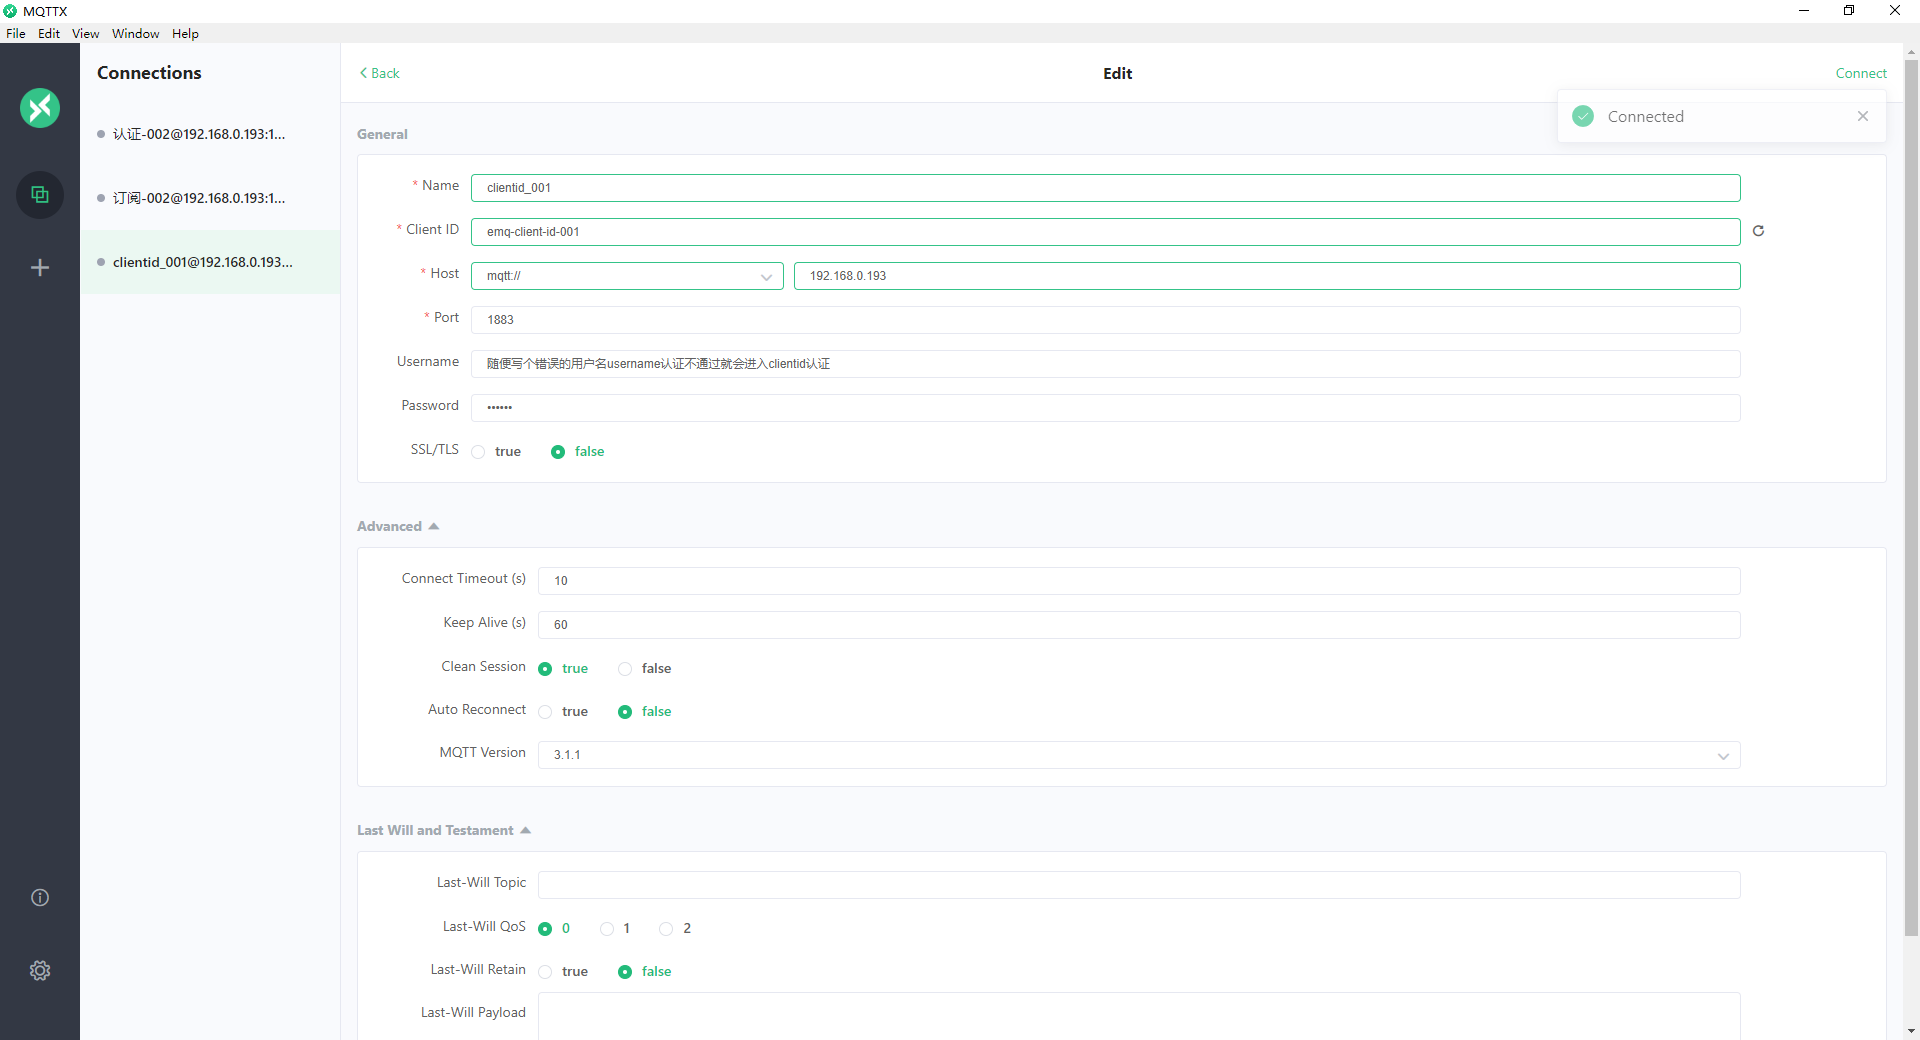 MQTTX
File Edit View Window Help
Connections
认证-002@192.168.0.193:1...
订阅-002@192.168.0.193:1...
clientid_001@192.168.0.193...
Back
Edit
Connect
Connected
General
* Name clientid_001
* Client ID emq-client-id-001
* Host mqtt:// 192.168.0.193
* Port 1883
Username 随便写个错误的用户名username认证不通过就会进入clientid认证
Password ••••••
SSL/TLS true false
Advanced
Connect Timeout (s) 10
Keep Alive (s) 60
Clean Session true false
Auto Reconnect true false
MQTT Version 3.1.1
Last Will and Testament
Last-Will Topic
Last-Will QoS 0 1 2
Last-Will Retain true false
Last-Will Payload